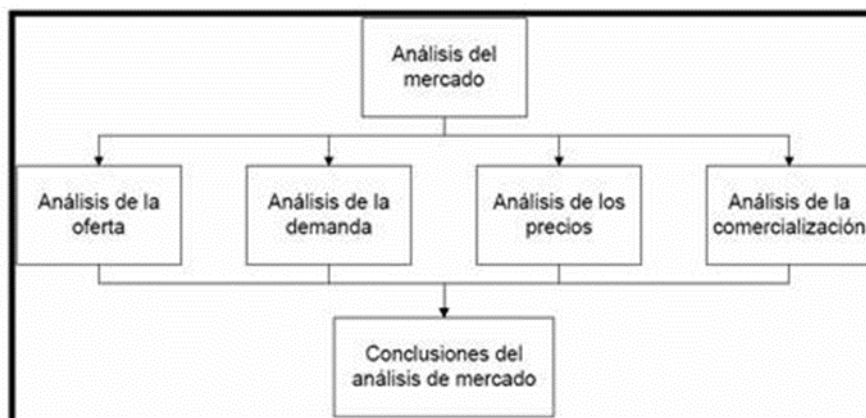 Análisis del
mercado
Análisis de la
oferta
Análisis de la
demanda
Análisis de los
precios
Análisis de la
comercialización
Conclusiones del
análisis de mercado